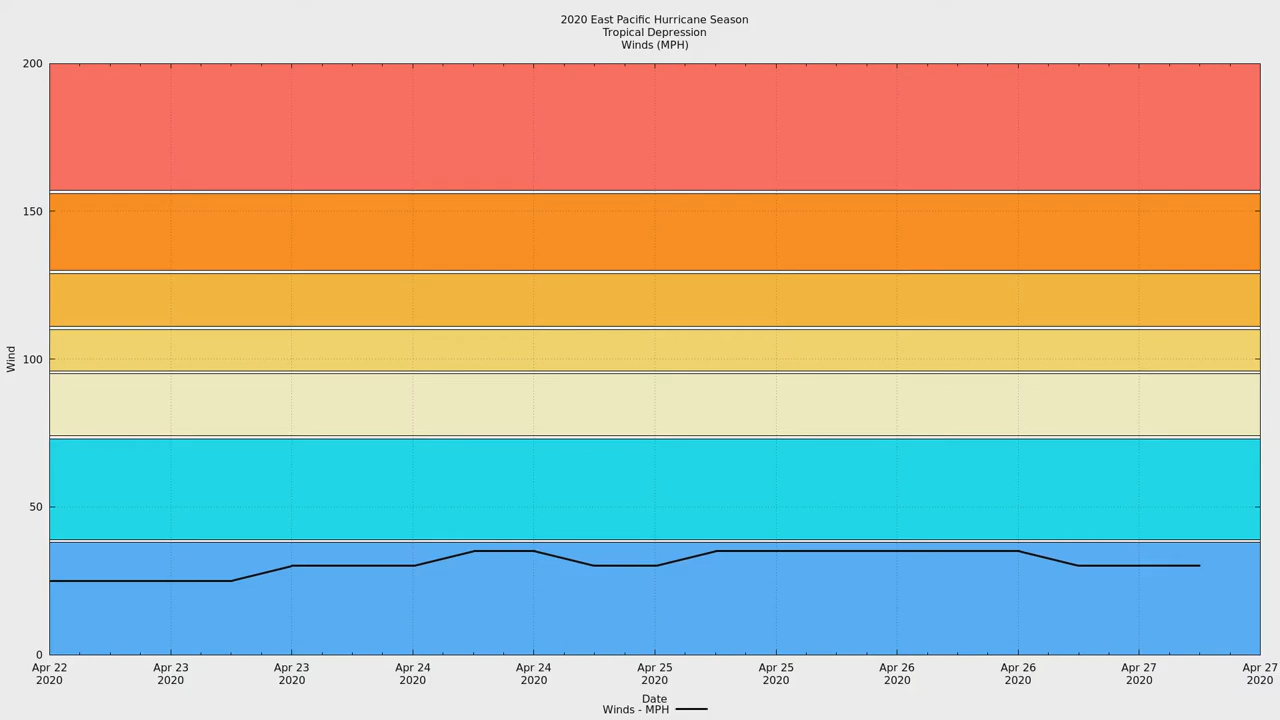 2020 East Pacific Hurricane Season
Tropical Depression
Winds (MPH)
200
150
100
50
0
Wind
Apr 22 Apr 23 Apr 23 Apr 24 Apr 24 Apr 25 Apr 25 Apr 26 Apr 26 Apr 27 Apr 27
2020 2020 2020 2020 2020 2020 2020 2020 2020 2020 2020
Date
Winds - MPH